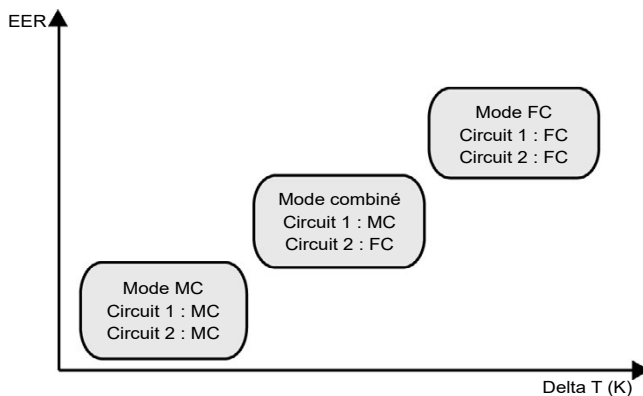 EER
Mode FC
Circuit 1 : FC
Circuit 2 : FC
Mode combiné
Circuit 1 : MC
Circuit 2 : FC
Mode MC
Circuit 1 : MC
Circuit 2 : MC
Delta T (K)